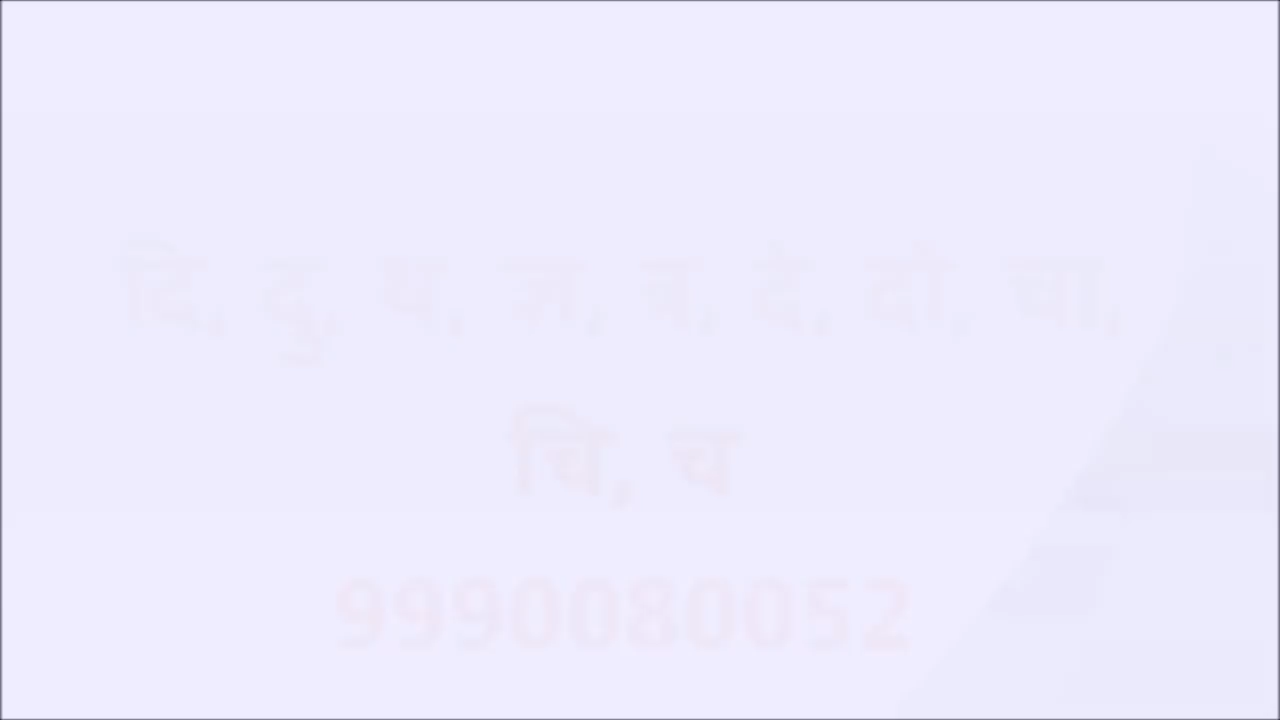 दि, दु, थ, ज्ञ, त्र, दे, दो, चा,
चि, च
9990080052